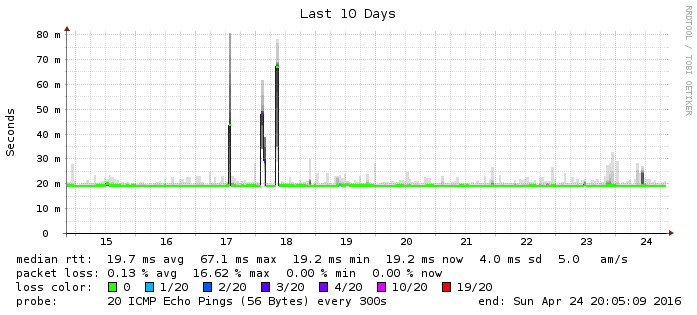 Last 10 Days
RRDTOOL / TOBI OETIKER
Seconds
80 m
70 m
60 m
50 m
40 m
30 m
20 m
10 m
0
15 16 17 18 19 20 21 22 23 24
median rtt: 19.7 ms avg 67.1 ms max 19.2 ms min 19.2 ms now 4.0 ms sd 5.0 am/s
packet loss: 0.13 % avg 16.62 % max 0.00 % min 0.00 % now
loss color: 0 1/20 2/20 3/20 4/20 10/20 19/20
probe: 20 ICMP Echo Pings (56 Bytes) every 300s end: Sun Apr 24 20:05:09 2016